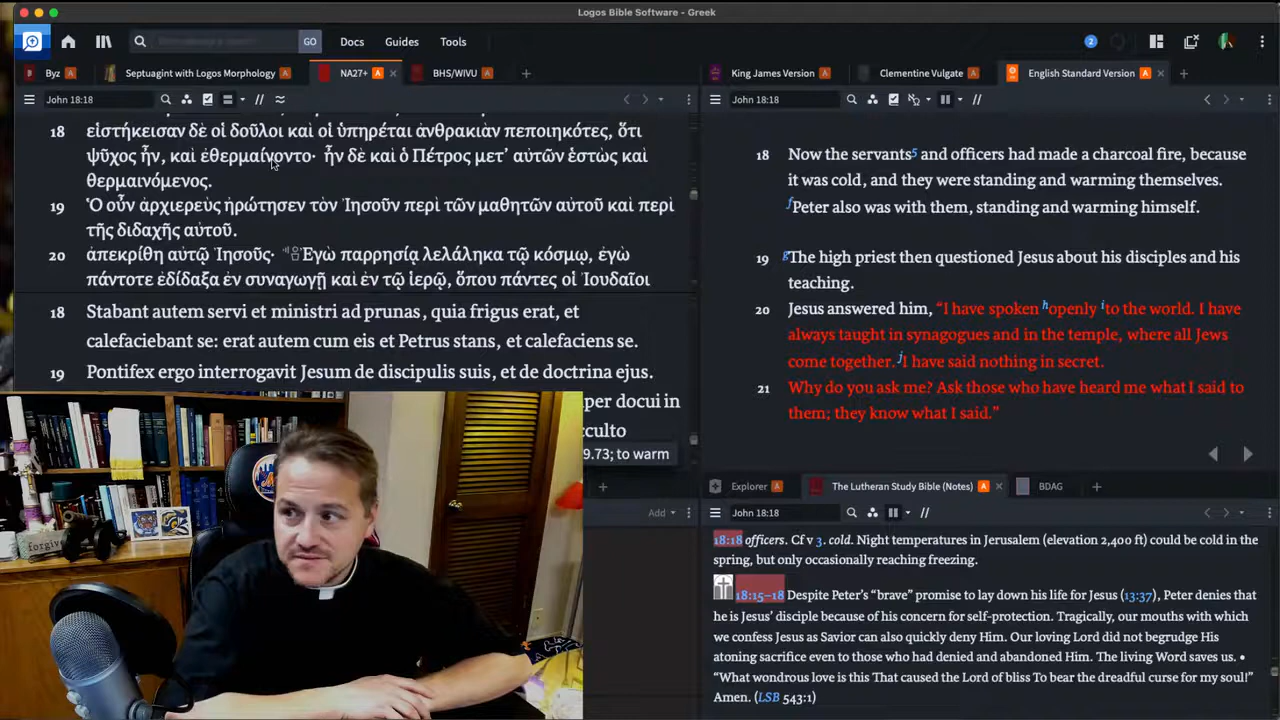 Logos Bible Software - Greek
GO Docs Guides Tools
2
Byz A Septuagint with Logos Morphology A NA27+ A BHS/WIVU A
John 18:18
18 εἱστήκεισαν δὲ οἱ δοῦλοι καὶ οἱ ὑπηρέται ἀνθρακιὰν πεποιηκότες, ὅτι
ψῦχος ἦν, καὶ ἐθερμαίνοντο· ἦν δὲ καὶ ὁ Πέτρος μετ’ αὐτῶν ἑστὼς καὶ
θερμαινόμενος.
19 Ὁ οὖν ἀρχιερεὺς ἠρώτησεν τὸν Ἰησοῦν περὶ τῶν μαθητῶν αὐτοῦ καὶ περὶ
τῆς διδαχῆς αὐτοῦ.
20 ἀπεκρίθη αὐτῷ Ἰησοῦς· Ἐγὼ παρρησίᾳ λελάληκα τῷ κόσμῳ, ἐγὼ
πάντοτε ἐδίδαξα ἐν συναγωγῇ καὶ ἐν τῷ ἱερῷ, ὅπου πάντες οἱ Ἰουδαῖοι
18 Stabant autem servi et ministri ad prunas, quia frigus erat, et
calefaciebant se: erat autem cum eis et Petrus stans, et calefaciens se.
19 Pontifex ergo interrogavit Jesum de discipulis suis, et de doctrina ejus.
per docui in
cculto
9.73; to warm
Add
forgive
King James Version A Clementine Vulgate A English Standard Version A
John 18:18
18 Now the servants5 and officers had made a charcoal fire, because
it was cold, and they were standing and warming themselves.
fPeter also was with them, standing and warming himself.
19 gThe high priest then questioned Jesus about his disciples and his
teaching.
20 Jesus answered him, “I have spoken hopenly ito the world. I have
always taught in synagogues and in the temple, where all Jews
come together. jI have said nothing in secret.
21 Why do you ask me? Ask those who have heard me what I said to
them; they know what I said.”
Explorer A The Lutheran Study Bible (Notes) A BDAG
John 18:18
18:18 officers. Cf v 3. cold. Night temperatures in Jerusalem (elevation 2,400 ft) could be cold in the
spring, but only occasionally reaching freezing.
18:15–18 Despite Peter’s “brave” promise to lay down his life for Jesus (13:37), Peter denies that
he is Jesus’ disciple because of his concern for self-protection. Tragically, our mouths with which
we confess Jesus as Savior can also quickly deny Him. Our loving Lord did not begrudge His
atoning sacrifice even to those who had denied and abandoned Him. The living Word saves us. •
“What wondrous love is this That caused the Lord of bliss To bear the dreadful curse for my soul!”
Amen. (LSB 543:1)